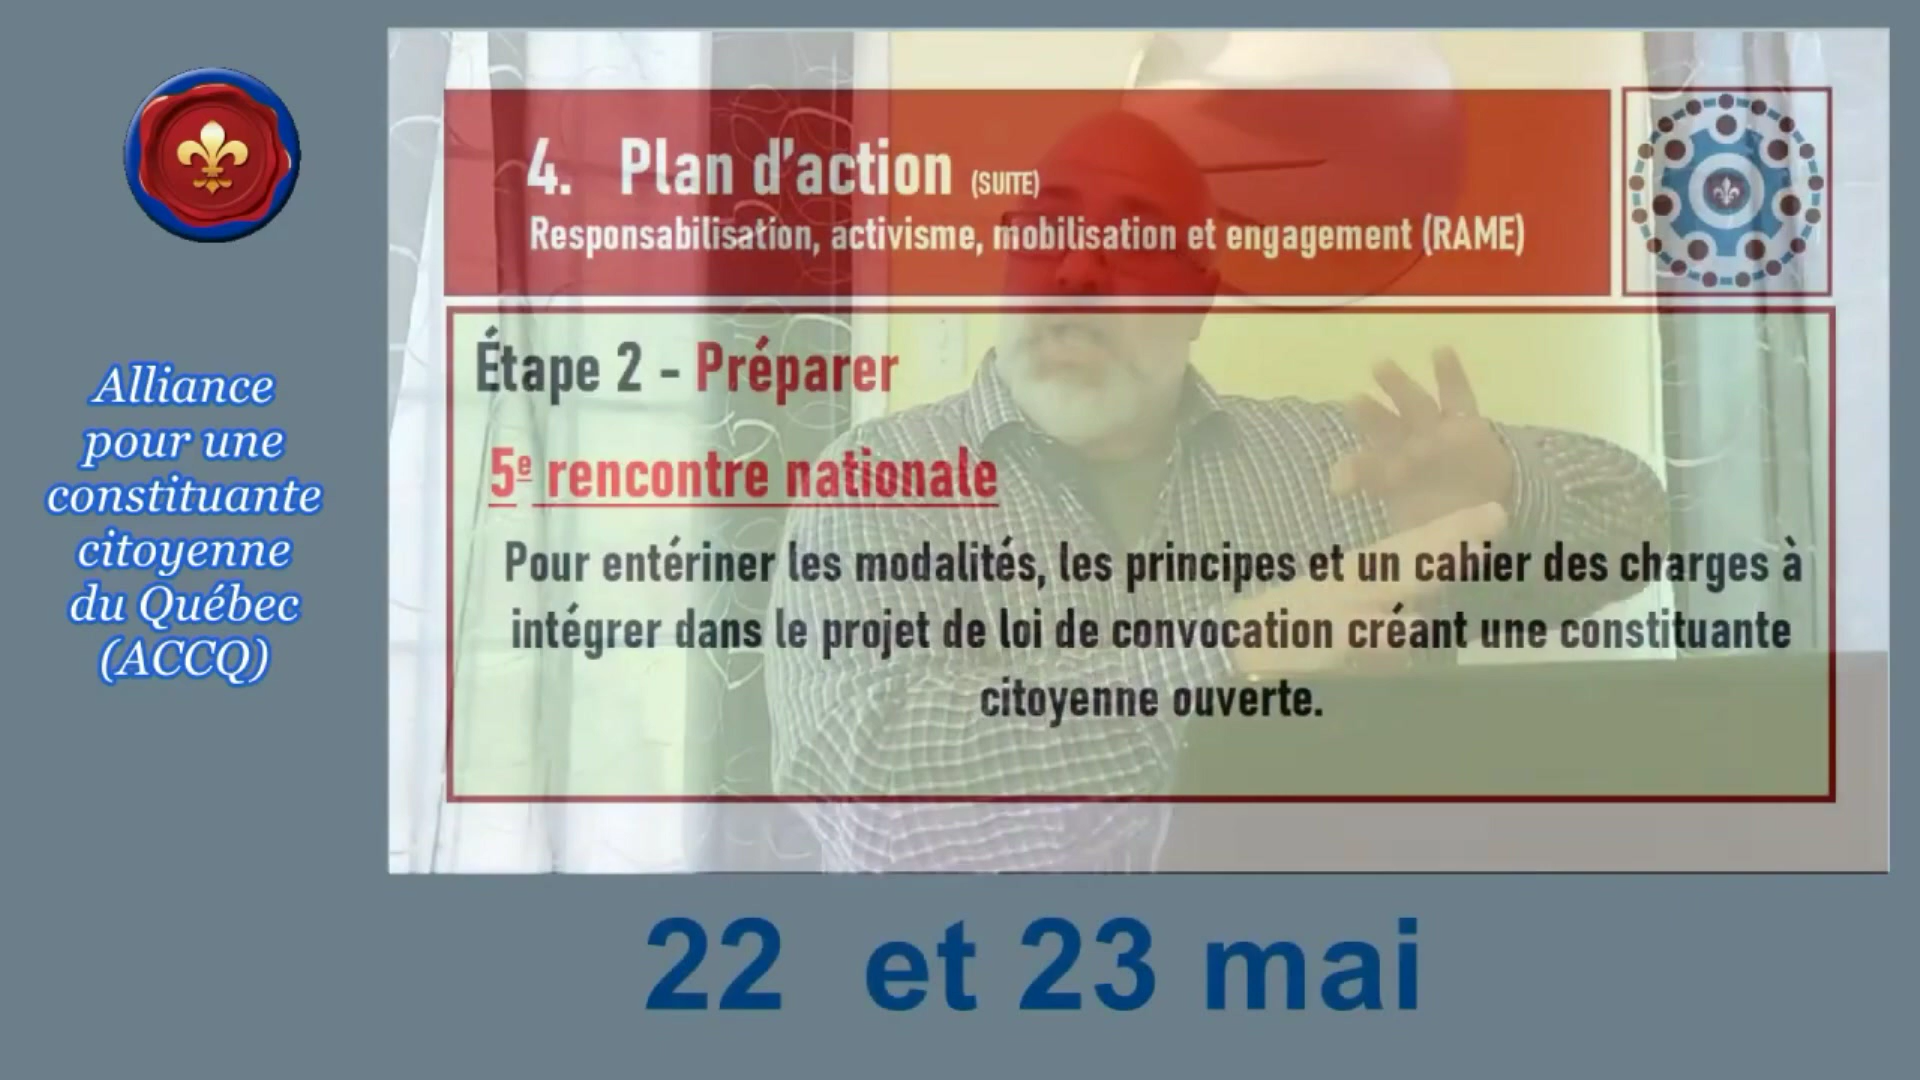 Alliance
pour une
constituante
citoyenne
du Québec
(ACCQ)
4. Plan d'action (SUITE)
Responsabilisation, activisme, mobilisation et engagement (RAME)
Étape 2 - Préparer
5e rencontre nationale
Pour entériner les modalités, les principes et un cahier des charges à
intégrer dans le projet de loi de convocation créant une constituante
citoyenne ouverte.
22 et 23 mai